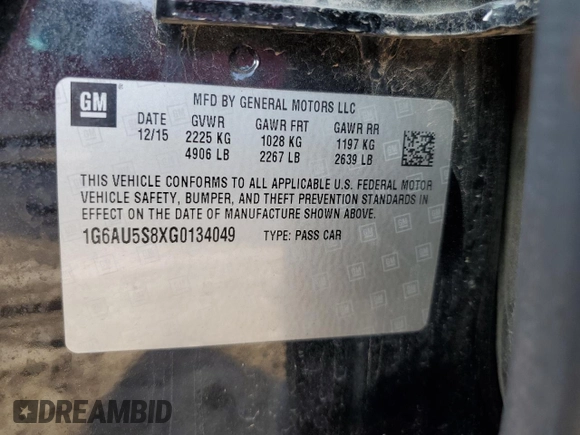 GM
MFD BY GENERAL MOTORS LLC
DATE GVWR GAWR FRT GAWR RR
12/15 2225 KG 1028 KG 1197 KG
4906 LB 2267 LB 2639 LB
THIS VEHICLE CONFORMS TO ALL APPLICABLE U.S. FEDERAL MOTOR
VEHICLE SAFETY, BUMPER, AND THEFT PREVENTION STANDARDS IN
EFFECT ON THE DATE OF MANUFACTURE SHOWN ABOVE.
1G6AU5S8XG0134049 TYPE: PASS CAR
DREAMBID